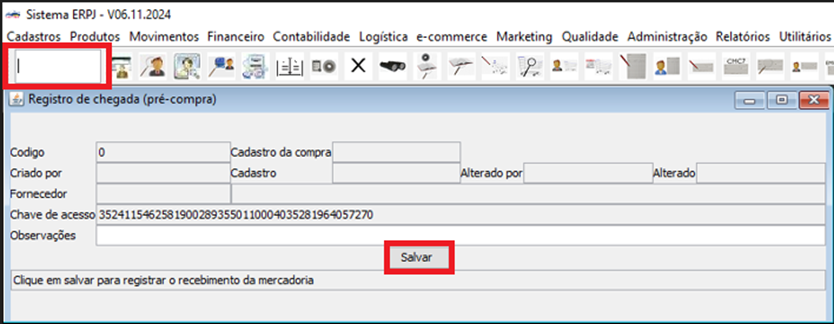 Sistema ERPJ - V06.11.2024
Cadastros Produtos Movimentos Financeiro Contabilidade Logística e-commerce Marketing Qualidade Administração Relatórios Utilitários
CHC7
Registro de chegada (pré-compra)
Codigo 0 Cadastro da compra
Criado por Cadastro Alterado por Alterado
Fornecedor
Chave de acesso 35241154625819002893550110004035281964057270
Observações
Salvar
Clique em salvar para registrar o recebimento da mercadoria